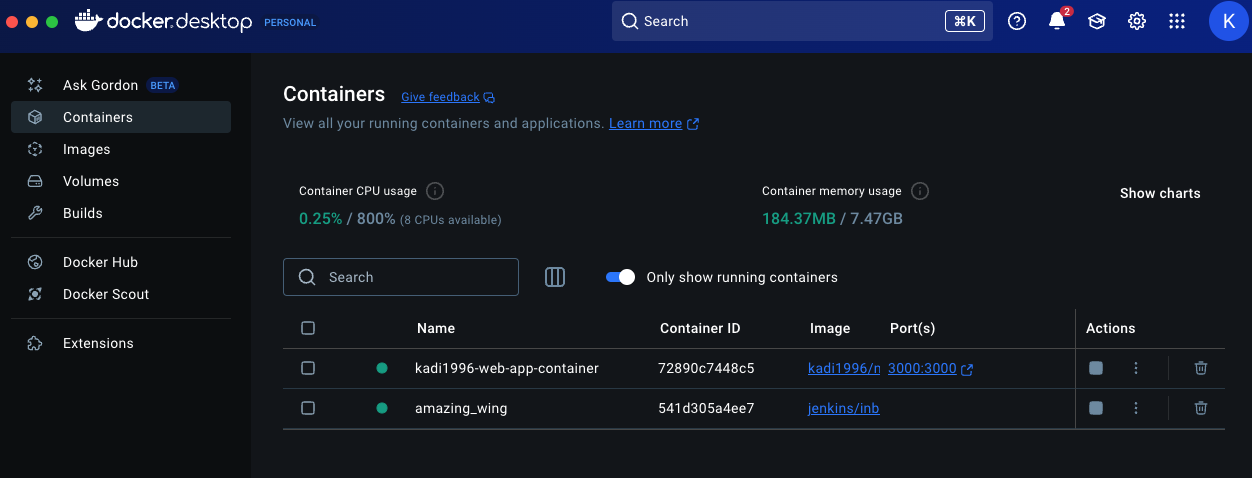 docker.desktop PERSONAL Search ⌘K 2 K
Ask Gordon BETA
Containers
Images
Volumes
Builds
Docker Hub
Docker Scout
Extensions
Containers Give feedback
View all your running containers and applications. Learn more
Container CPU usage
0.25% / 800% (8 CPUs available)
Container memory usage
184.37MB / 7.47GB
Show charts
Search
Only show running containers
Name Container ID Image Port(s) Actions
kadi1996-web-app-container 72890c7448c5 kadi1996/n 3000:3000
amazing_wing 541d305a4ee7 jenkins/inb